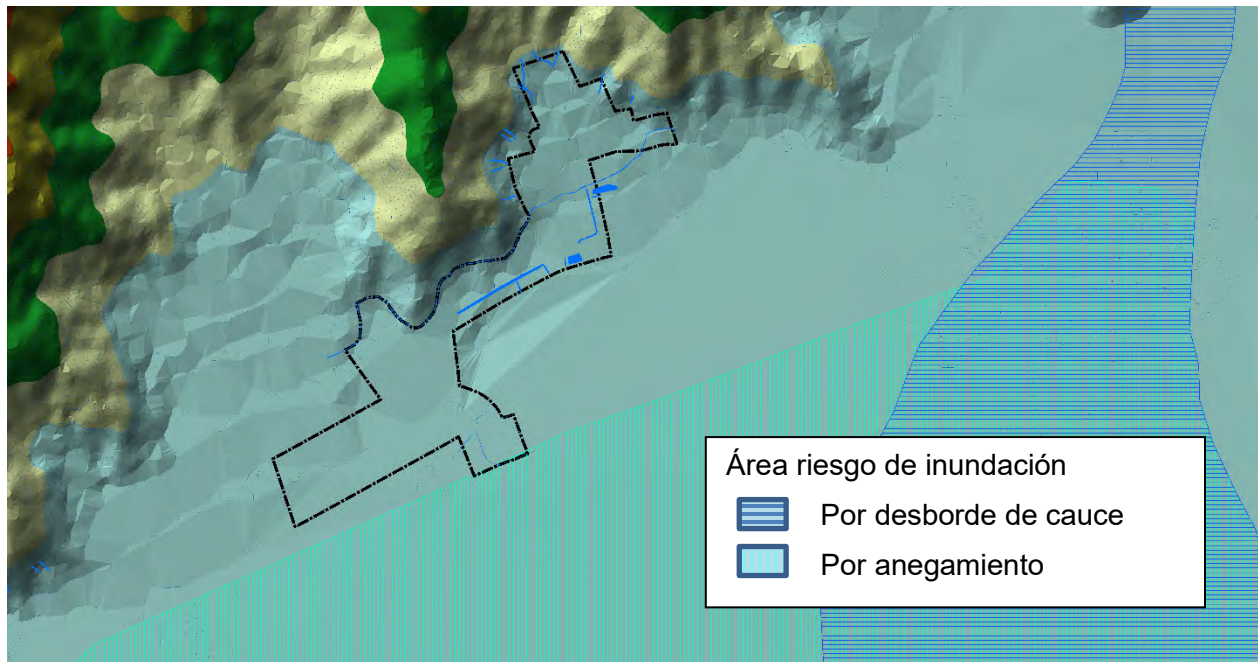 Área riesgo de inundación
Por desborde de cauce
Por anegamiento